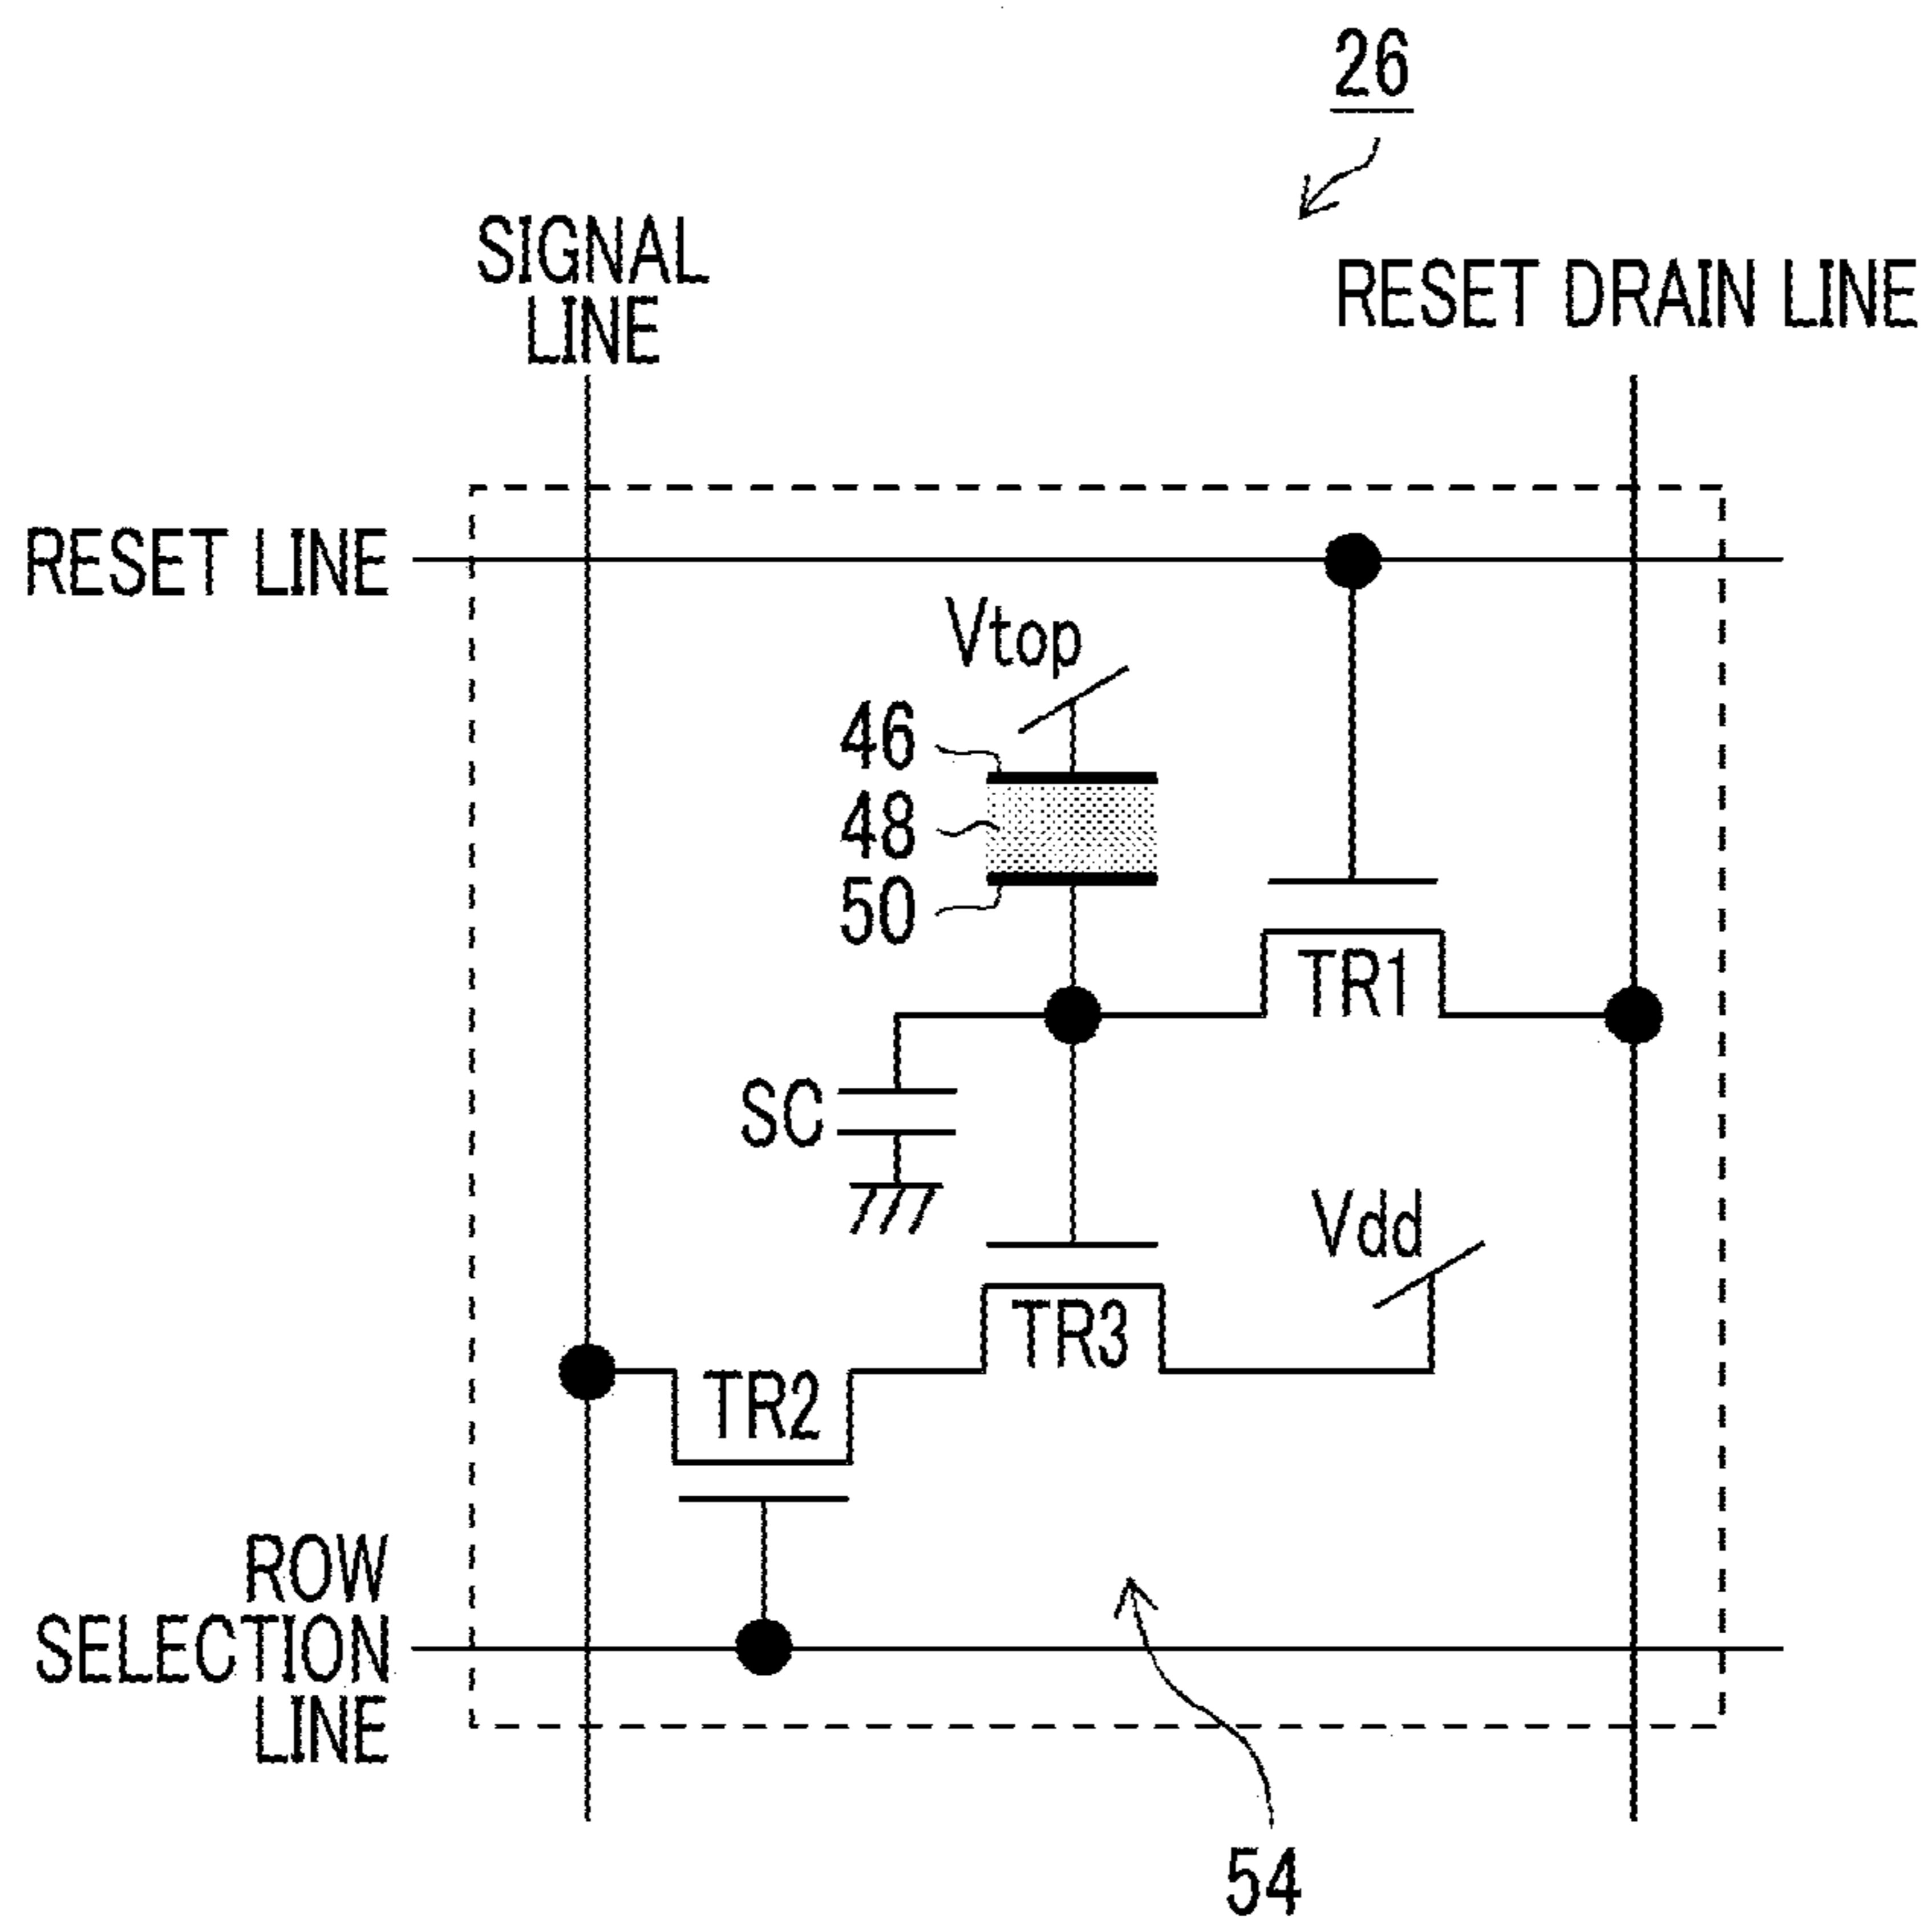 26
SIGNAL
LINE
RESET DRAIN LINE
RESET LINE
Vtop
46
48
50
TR1
SC
Vdd
TR3
TR2
ROW
SELECTION
LINE
54